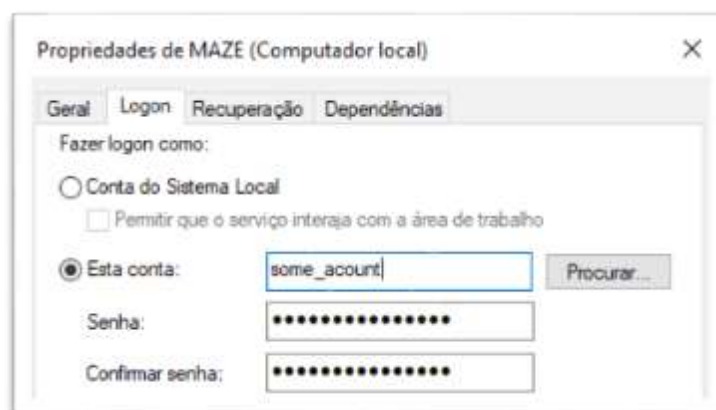 Propriedades de MAZE (Computador local)
Geral Logon Recuperação Dependências
Fazer logon como:
Conta do Sistema Local
Permitir que o serviço interaja com a área de trabalho
Esta conta: some_acount Procurar...
Senha: •••••••••••••••
Confirmar senha: •••••••••••••••